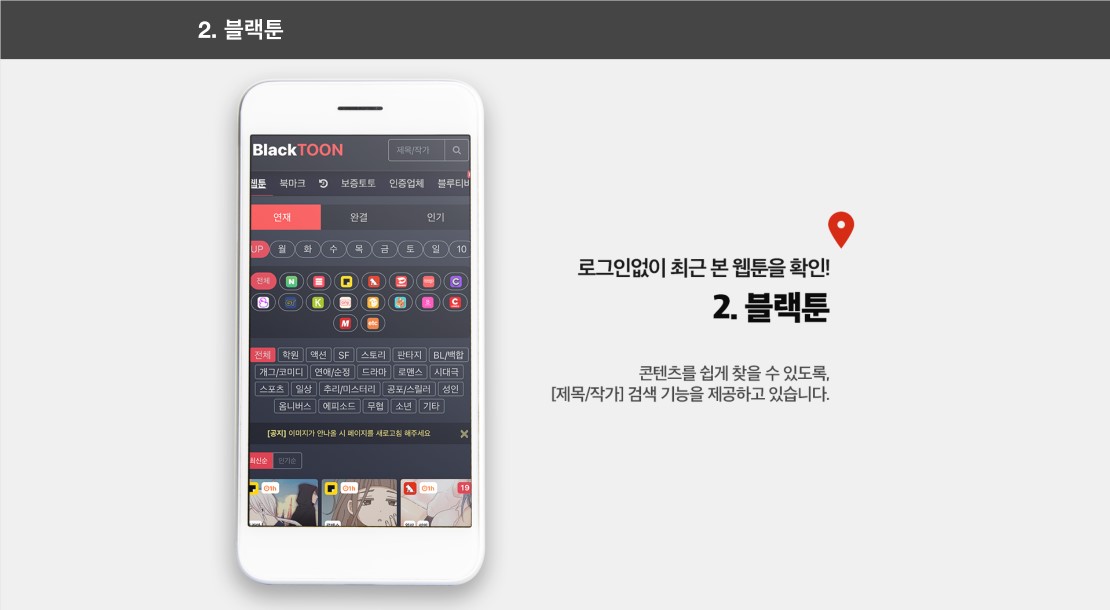 2. 블랙툰
BlackTOON
제목/작가
웹툰 북마크 보증토토 인증업체 블루티비
연재 완결 인기
UP 월 화 수 목 금 토 일 10
전체 N C
K
M etc
전체 학원 액션 SF 스토리 판타지 BL/백합
개그/코미디 연애/순정 드라마 로맨스 시대극
스포츠 일상 추리/미스터리 공포/스릴러 성인
옴니버스 에피소드 무협 소년 기타
[공지] 이미지가 안나올 시 페이지를 새로고침 해주세요
최신순 인기순
1h 1h 1h 19
로그인없이 최근 본 웹툰을 확인!
2. 블랙툰
콘텐츠를 쉽게 찾을 수 있도록,
[제목/작가] 검색 기능을 제공하고 있습니다.